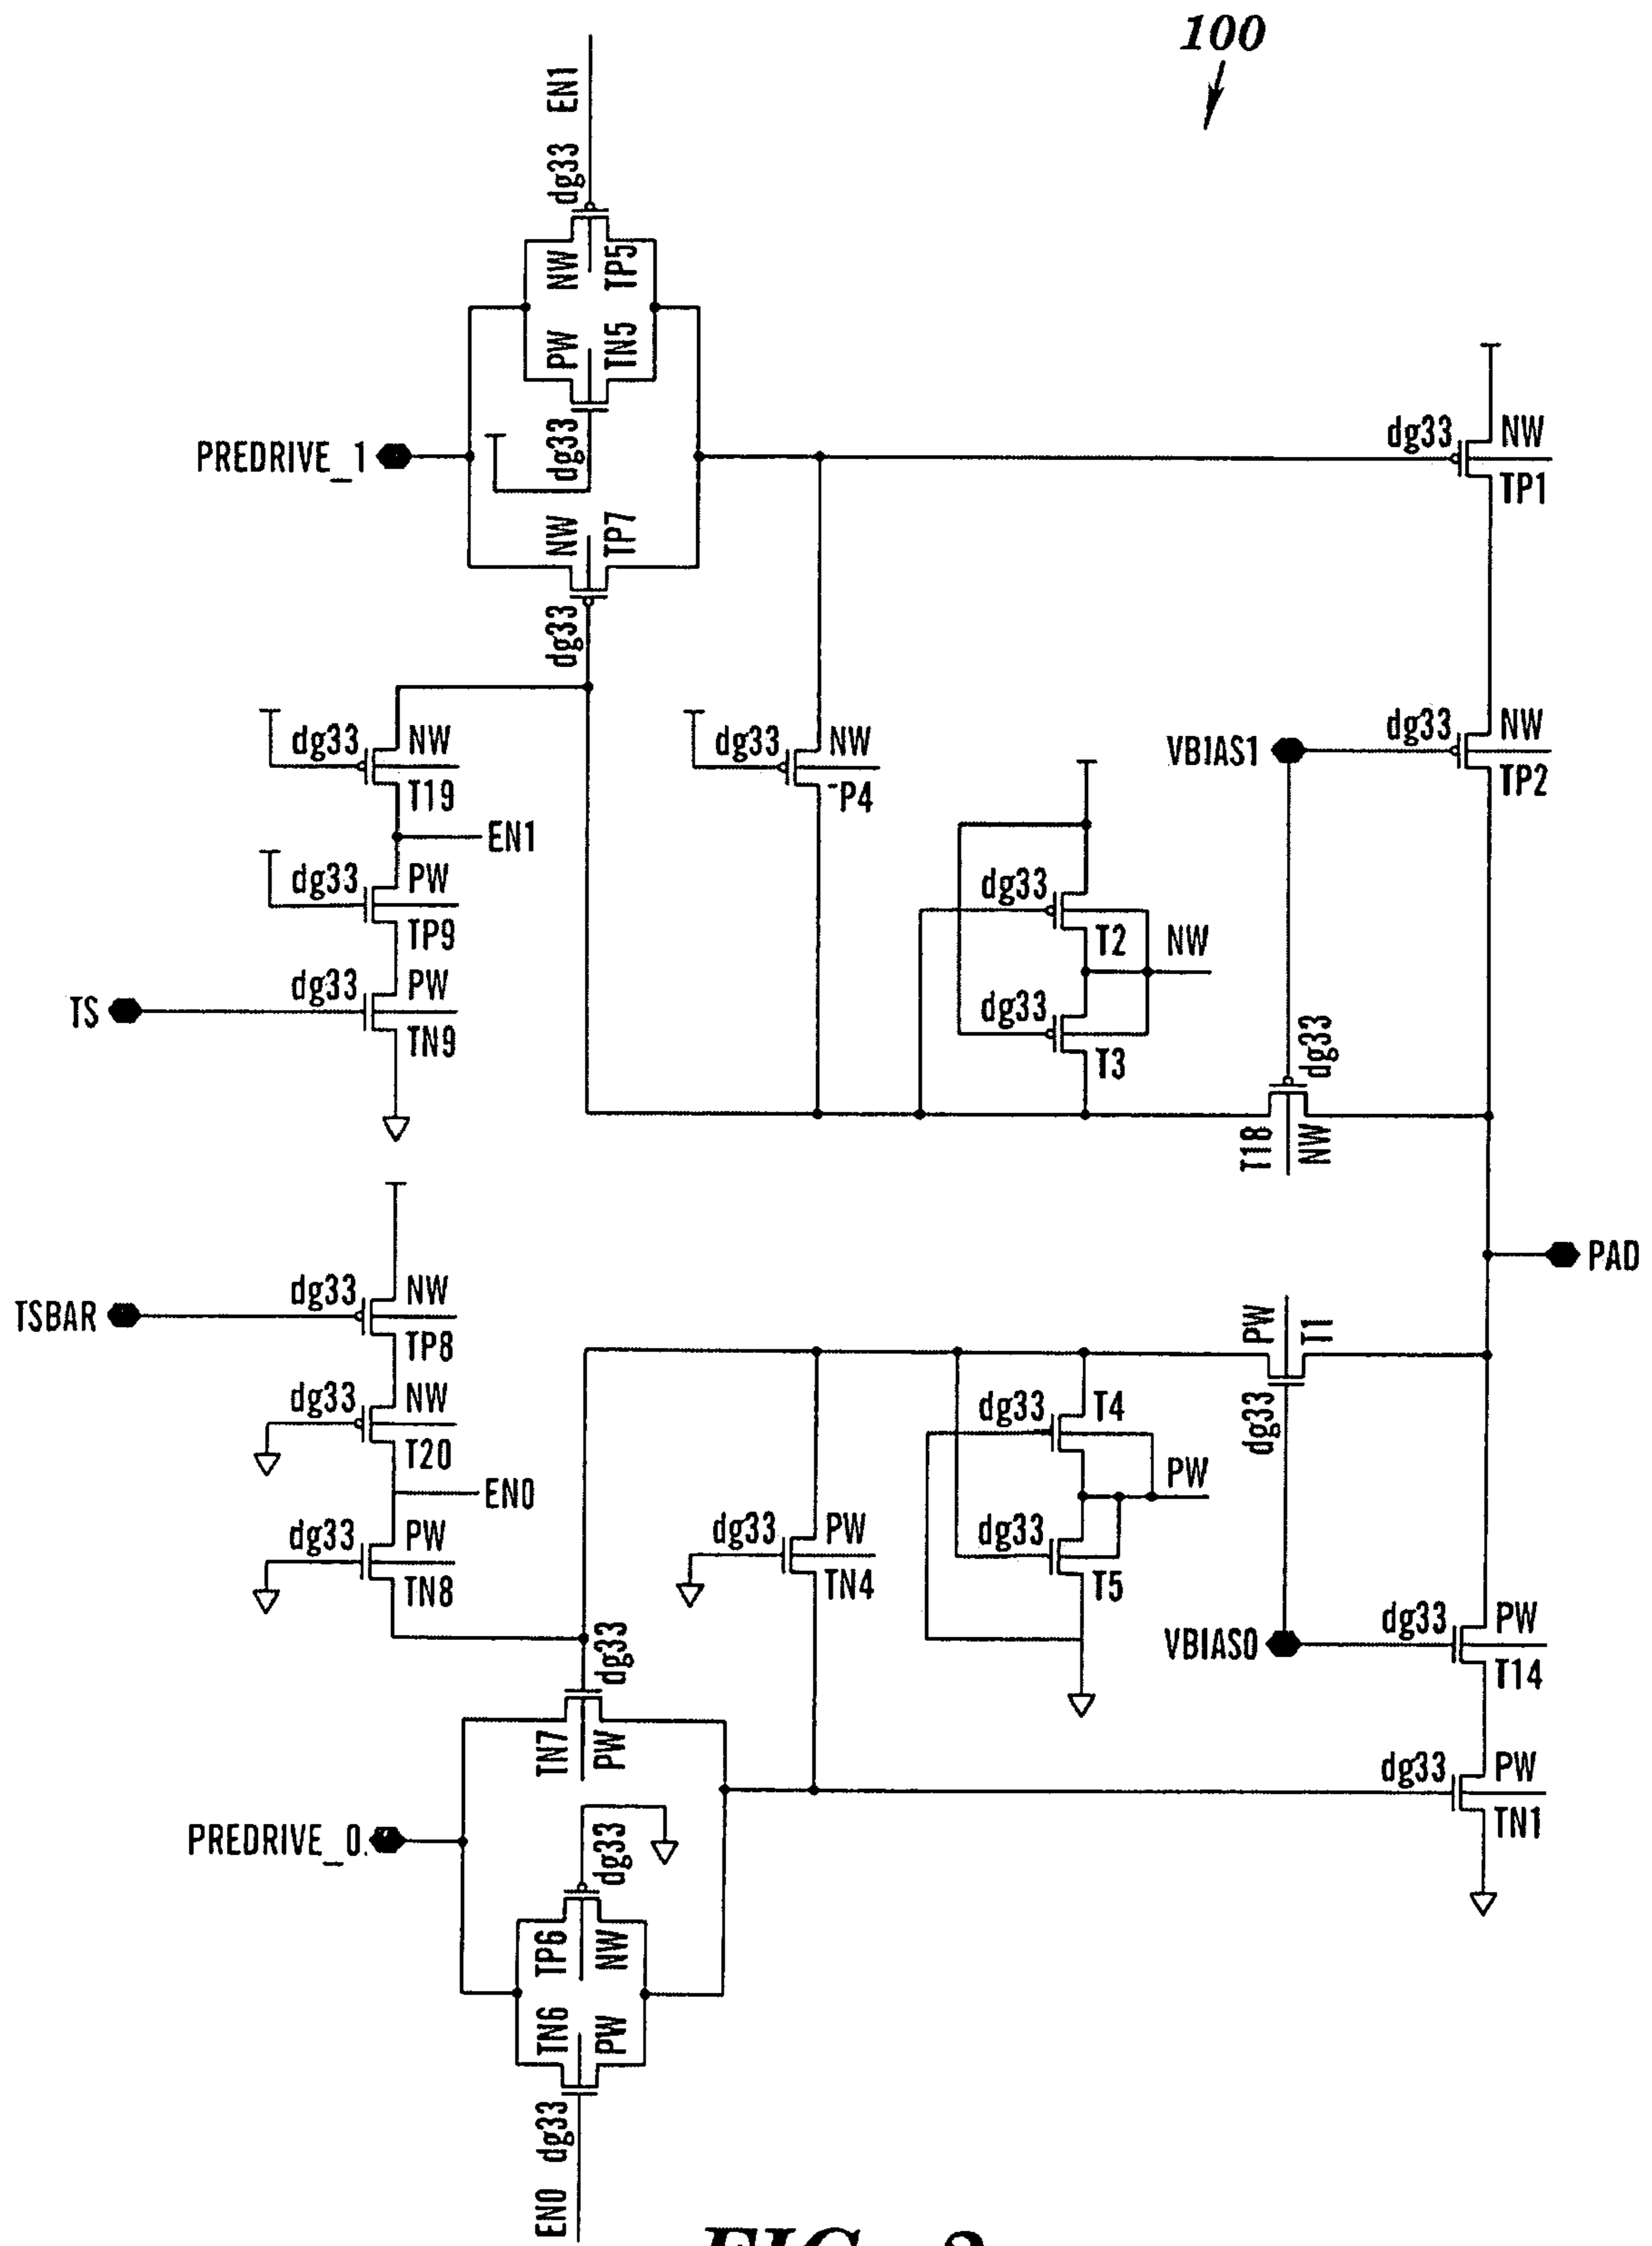 100
dg33 EN1
NW TP5
PW TN5
dg33
PREDRIVE_1
NW TP7
dg33
dg33 NW
TP1
dg33 NW
T19
EN1
dg33 PW
TP9
TS
dg33 PW
TN9
dg33 NW
P4
VBIAS1
dg33 NW
TP2
dg33
T2
NW
dg33
T3
dg33
T18
NW
PAD
TSBAR
dg33 NW
TP8
dg33 NW
T20
EN0
dg33 PW
TN8
PW
T1
dg33
dg33 T4
PW
dg33
T5
dg33 PW
TN4
VBIAS0
dg33 PW
T14
dg33
TN7
PW
dg33 PW
TN1
PREDRIVE_0.
dg33
TP6
NW
TN6
PW
EN0 dg33